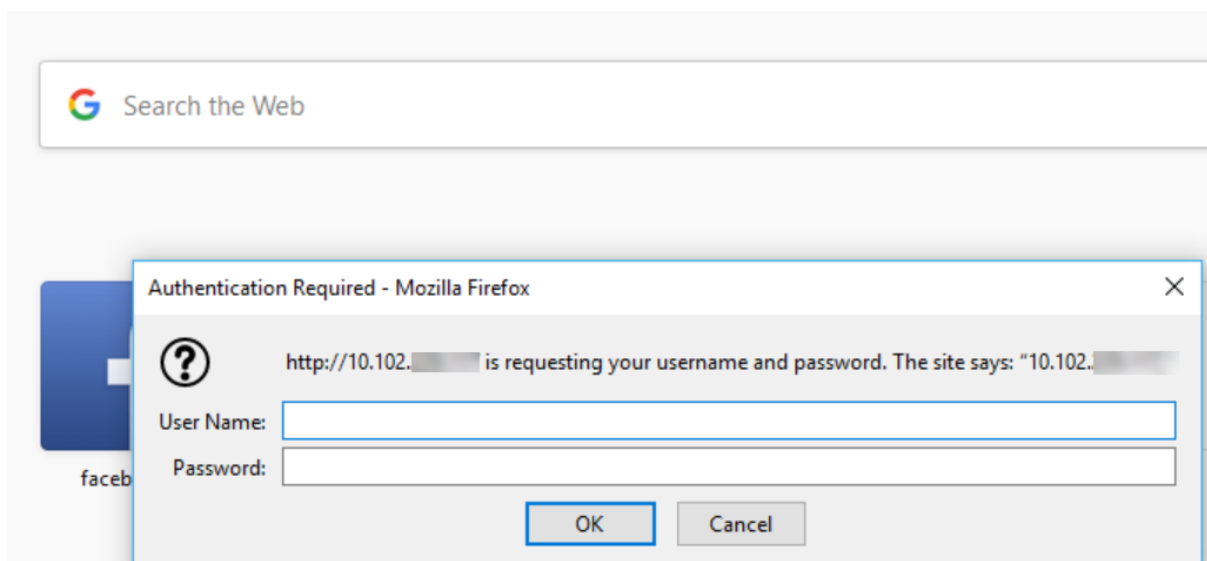 Search the Web
Authentication Required - Mozilla Firefox
http://10.102. is requesting your username and password. The site says: “10.102.
User Name:
Password:
faceb
OK
Cancel